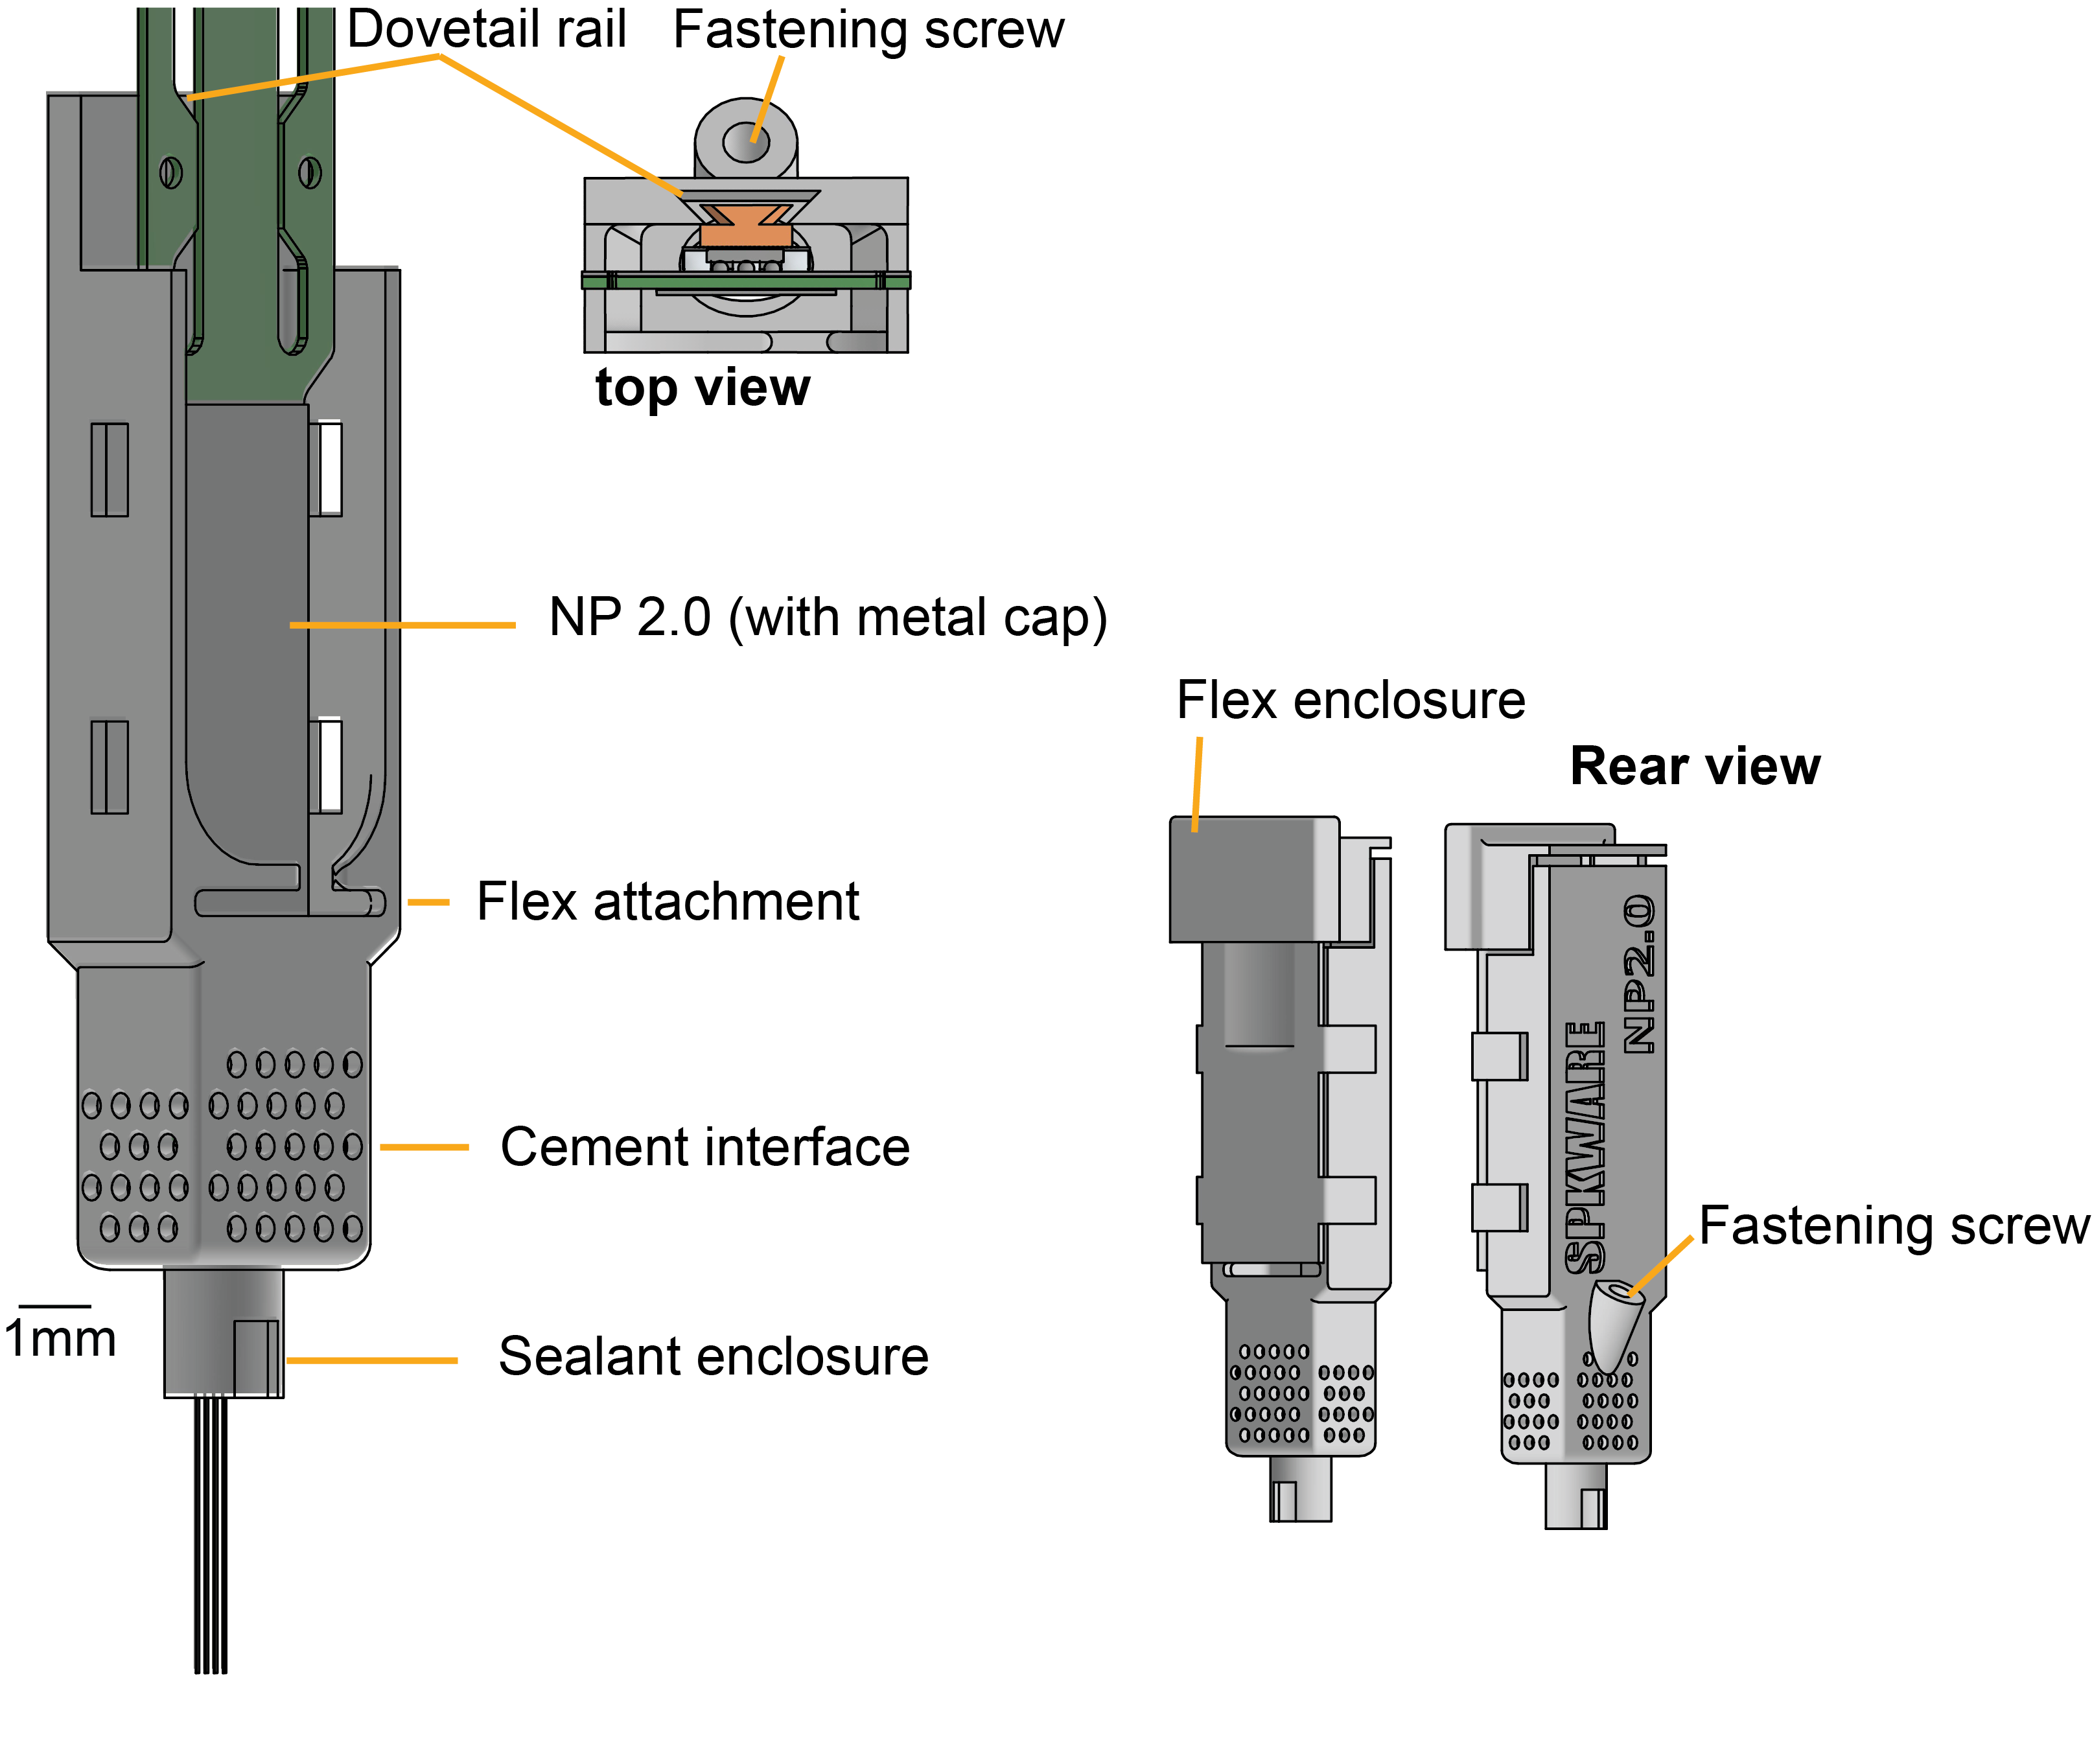 Dovetail rail
Fastening screw
top view
NP 2.0 (with metal cap)
Flex enclosure
Rear view
Flex attachment
NP2.0
SPKWARE
Cement interface
Fastening screw
1mm
Sealant enclosure